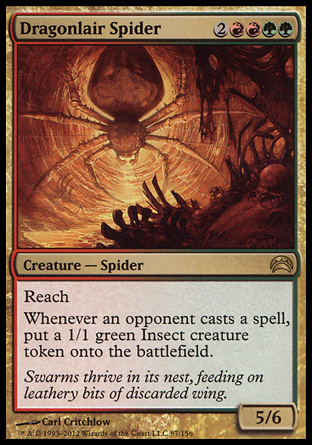 Dragonlair Spider 2
Creature — Spider
Reach
Whenever an opponent casts a spell,
put a 1/1 green Insect creature
token onto the battlefield.
Swarms thrive in its nest, feeding on
leathery bits of discarded wing.
Carl Critchlow
™ & © 1993–2012 Wizards of the Coast LLC 87/156
5/6